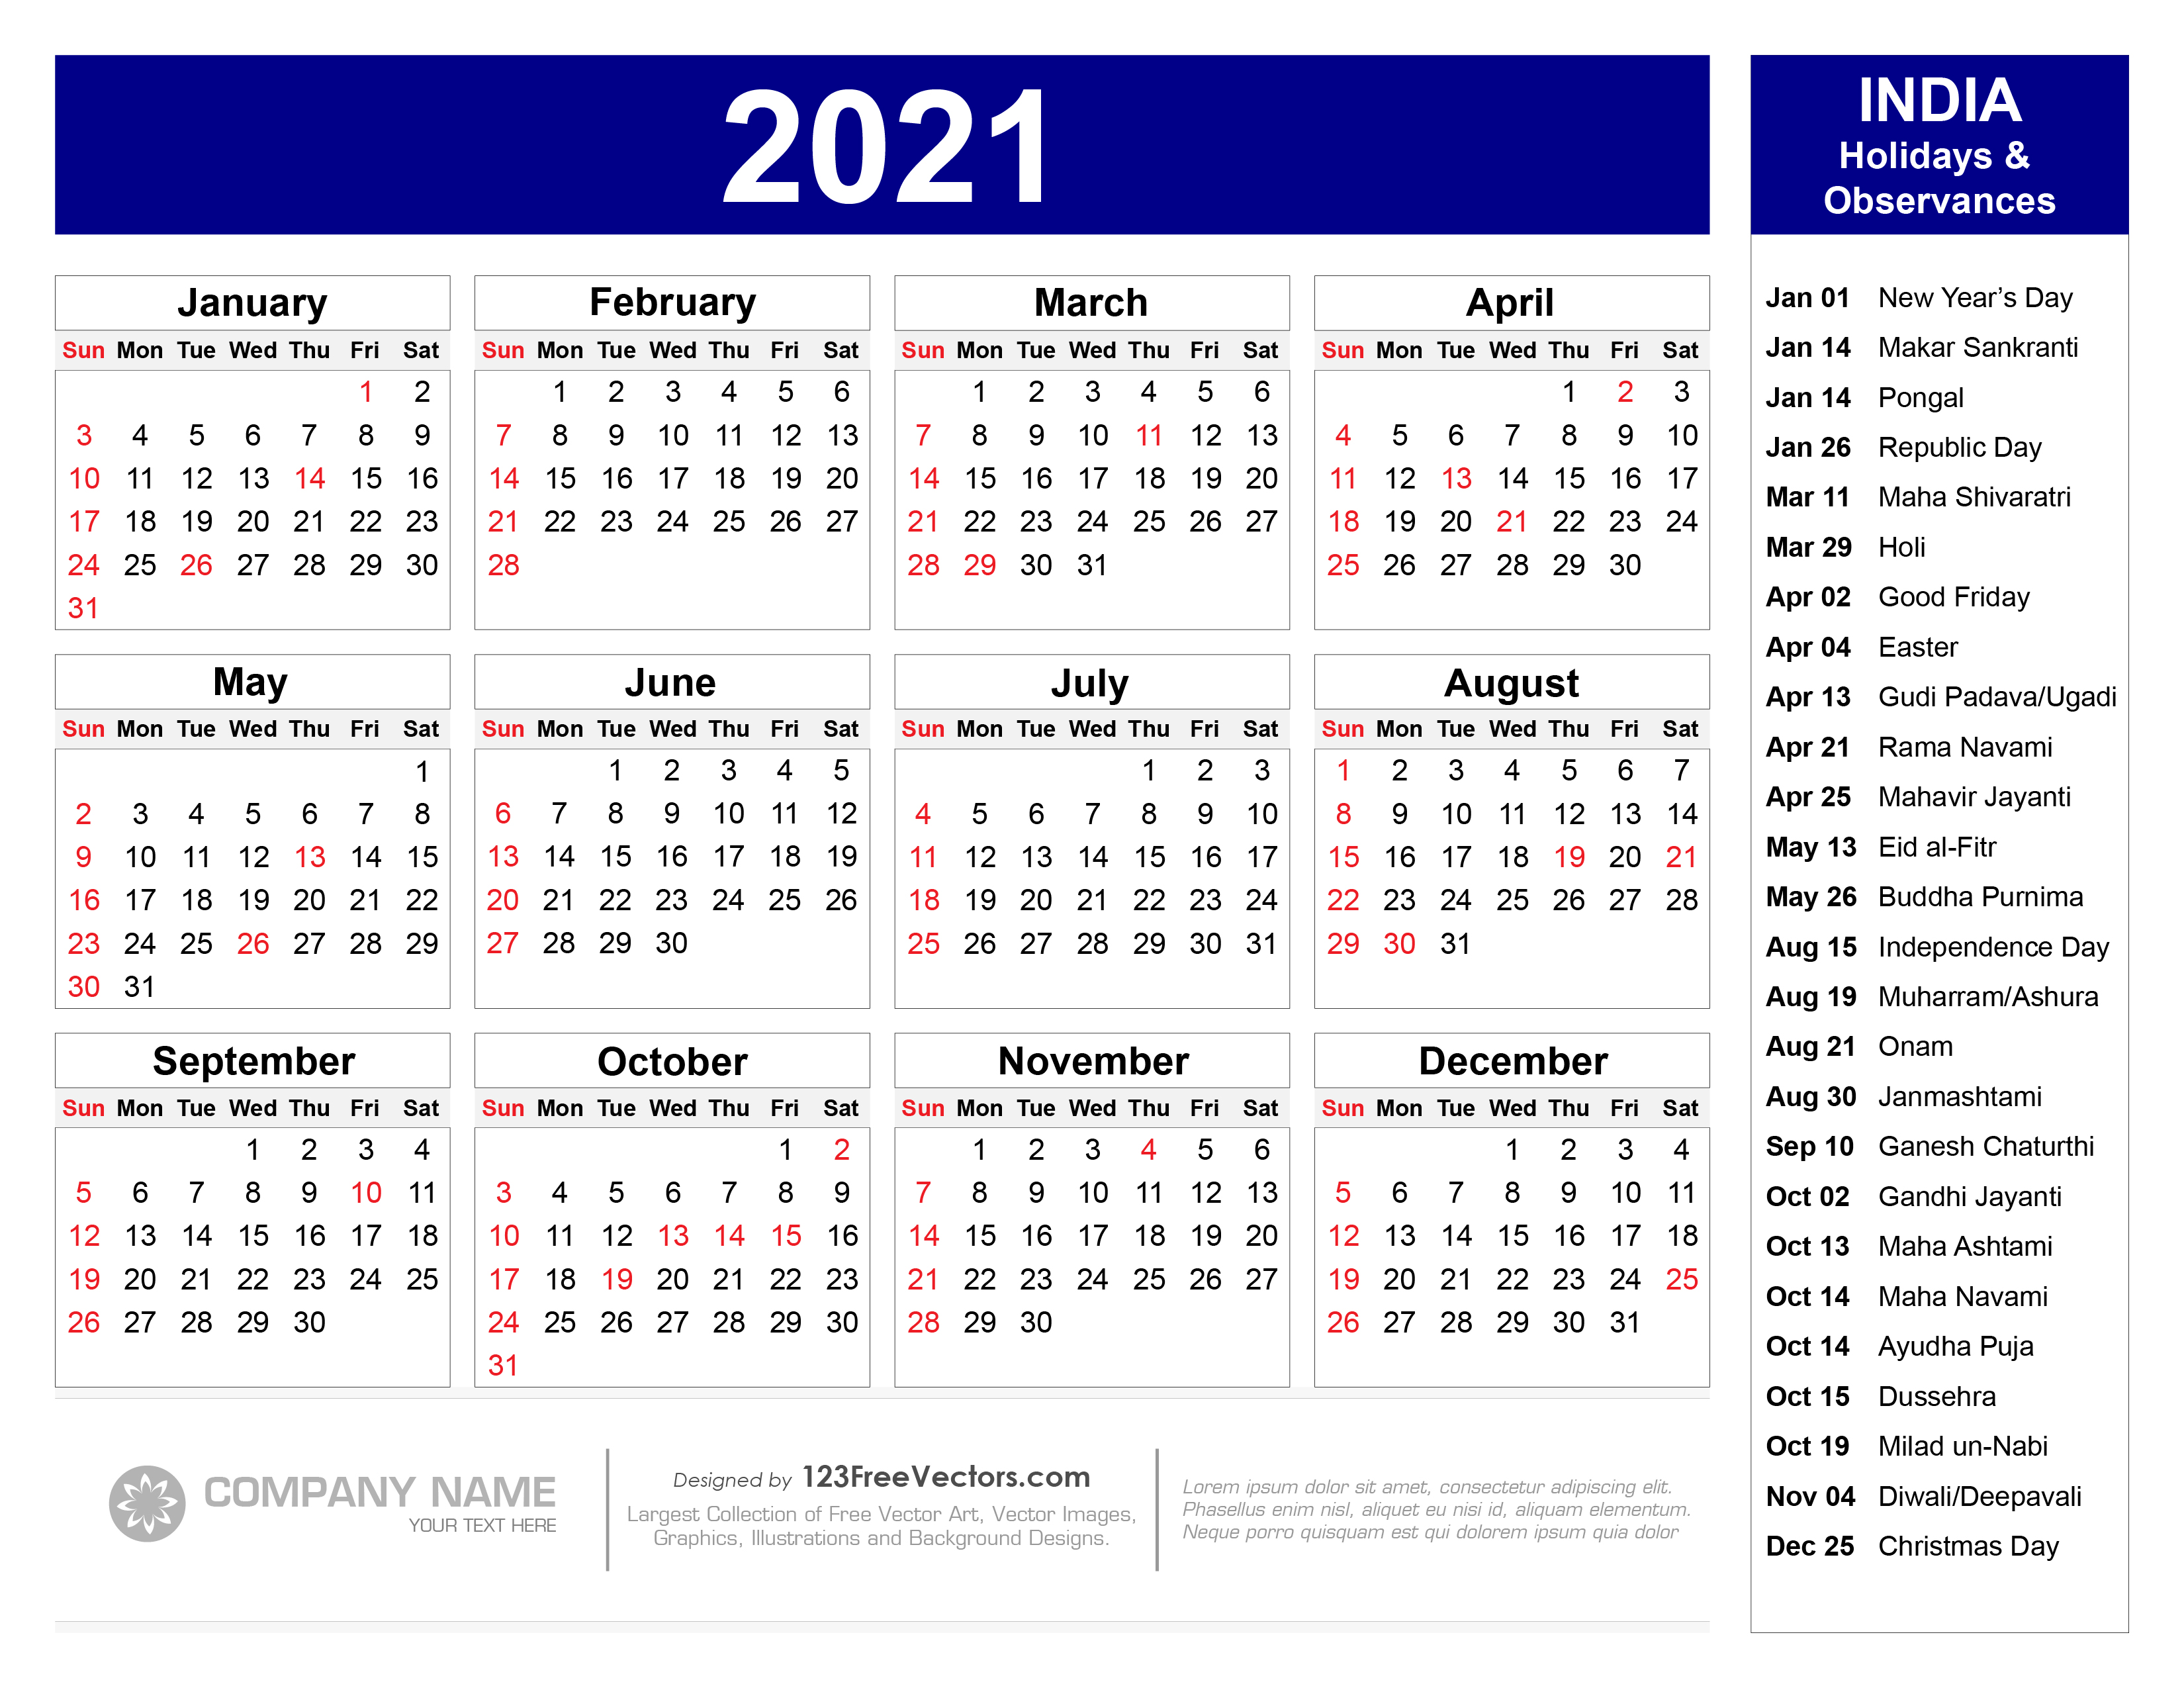 2021
January
Sun Mon Tue Wed Thu Fri Sat
1 2
3 4 5 6 7 8 9
10 11 12 13 14 15 16
17 18 19 20 21 22 23
24 25 26 27 28 29 30
31
February
Sun Mon Tue Wed Thu Fri Sat
1 2 3 4 5 6
7 8 9 10 11 12 13
14 15 16 17 18 19 20
21 22 23 24 25 26 27
28
March
Sun Mon Tue Wed Thu Fri Sat
1 2 3 4 5 6
7 8 9 10 11 12 13
14 15 16 17 18 19 20
21 22 23 24 25 26 27
28 29 30 31
April
Sun Mon Tue Wed Thu Fri Sat
1 2 3
4 5 6 7 8 9 10
11 12 13 14 15 16 17
18 19 20 21 22 23 24
25 26 27 28 29 30
May
Sun Mon Tue Wed Thu Fri Sat
1
2 3 4 5 6 7 8
9 10 11 12 13 14 15
16 17 18 19 20 21 22
23 24 25 26 27 28 29
30 31
June
Sun Mon Tue Wed Thu Fri Sat
1 2 3 4 5
6 7 8 9 10 11 12
13 14 15 16 17 18 19
20 21 22 23 24 25 26
27 28 29 30
July
Sun Mon Tue Wed Thu Fri Sat
1 2 3
4 5 6 7 8 9 10
11 12 13 14 15 16 17
18 19 20 21 22 23 24
25 26 27 28 29 30 31
August
Sun Mon Tue Wed Thu Fri Sat
1 2 3 4 5 6 7
8 9 10 11 12 13 14
15 16 17 18 19 20 21
22 23 24 25 26 27 28
29 30 31
September
Sun Mon Tue Wed Thu Fri Sat
1 2 3 4
5 6 7 8 9 10 11
12 13 14 15 16 17 18
19 20 21 22 23 24 25
26 27 28 29 30
October
Sun Mon Tue Wed Thu Fri Sat
1 2
3 4 5 6 7 8 9
10 11 12 13 14 15 16
17 18 19 20 21 22 23
24 25 26 27 28 29 30
31
November
Sun Mon Tue Wed Thu Fri Sat
1 2 3 4 5 6
7 8 9 10 11 12 13
14 15 16 17 18 19 20
21 22 23 24 25 26 27
28 29 30
December
Sun Mon Tue Wed Thu Fri Sat
1 2 3 4
5 6 7 8 9 10 11
12 13 14 15 16 17 18
19 20 21 22 23 24 25
26 27 28 29 30 31
COMPANY NAME
YOUR TEXT HERE
Designed by 123FreeVectors.com
Largest Collection of Free Vector Art, Vector Images,
Graphics, Illustrations and Background Designs.
Lorem ipsum dolor sit amet, consectetur adipiscing elit.
Phasellus enim nisl, aliquet eu nisi id, aliquam elementum.
Neque porro quisquam est qui dolorem ipsum quia dolor
INDIA
Holidays &
Observances
Jan 01 New Year’s Day
Jan 14 Makar Sankranti
Jan 14 Pongal
Jan 26 Republic Day
Mar 11 Maha Shivaratri
Mar 29 Holi
Apr 02 Good Friday
Apr 04 Easter
Apr 13 Gudi Padava/Ugadi
Apr 21 Rama Navami
Apr 25 Mahavir Jayanti
May 13 Eid al-Fitr
May 26 Buddha Purnima
Aug 15 Independence Day
Aug 19 Muharram/Ashura
Aug 21 Onam
Aug 30 Janmashtami
Sep 10 Ganesh Chaturthi
Oct 02 Gandhi Jayanti
Oct 13 Maha Ashtami
Oct 14 Maha Navami
Oct 14 Ayudha Puja
Oct 15 Dussehra
Oct 19 Milad un-Nabi
Nov 04 Diwali/Deepavali
Dec 25 Christmas Day